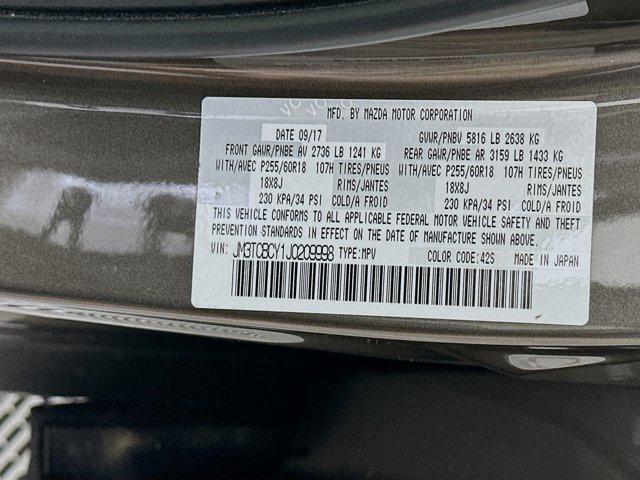 MFD. BY MAZDA MOTOR CORPORATION
DATE 09/17 GVWR/PNBV 5816 LB 2638 KG
FRONT GAWR/PNBE AV 2736 LB 1241 KG REAR GAWR/PNBE AR 3159 LB 1433 KG
WITH/AVEC P255/60R18 107H TIRES/PNEUS WITH/AVEC P255/60R18 107H TIRES/PNEUS
18X8J RIMS/JANTES 18X8J RIMS/JANTES
230 KPA/34 PSI COLD/A FROID 230 KPA/34 PSI COLD/A FROID
THIS VEHICLE CONFORMS TO ALL APPLICABLE FEDERAL MOTOR VEHICLE SAFETY AND THEFT
PREVENTION STANDARDS IN EFFECT ON THE DATE OF MANUFACTURE SHOWN ABOVE.
VIN: JM3TCBCY1J0209998 TYPE:MPV COLOR CODE:42S MADE IN JAPAN